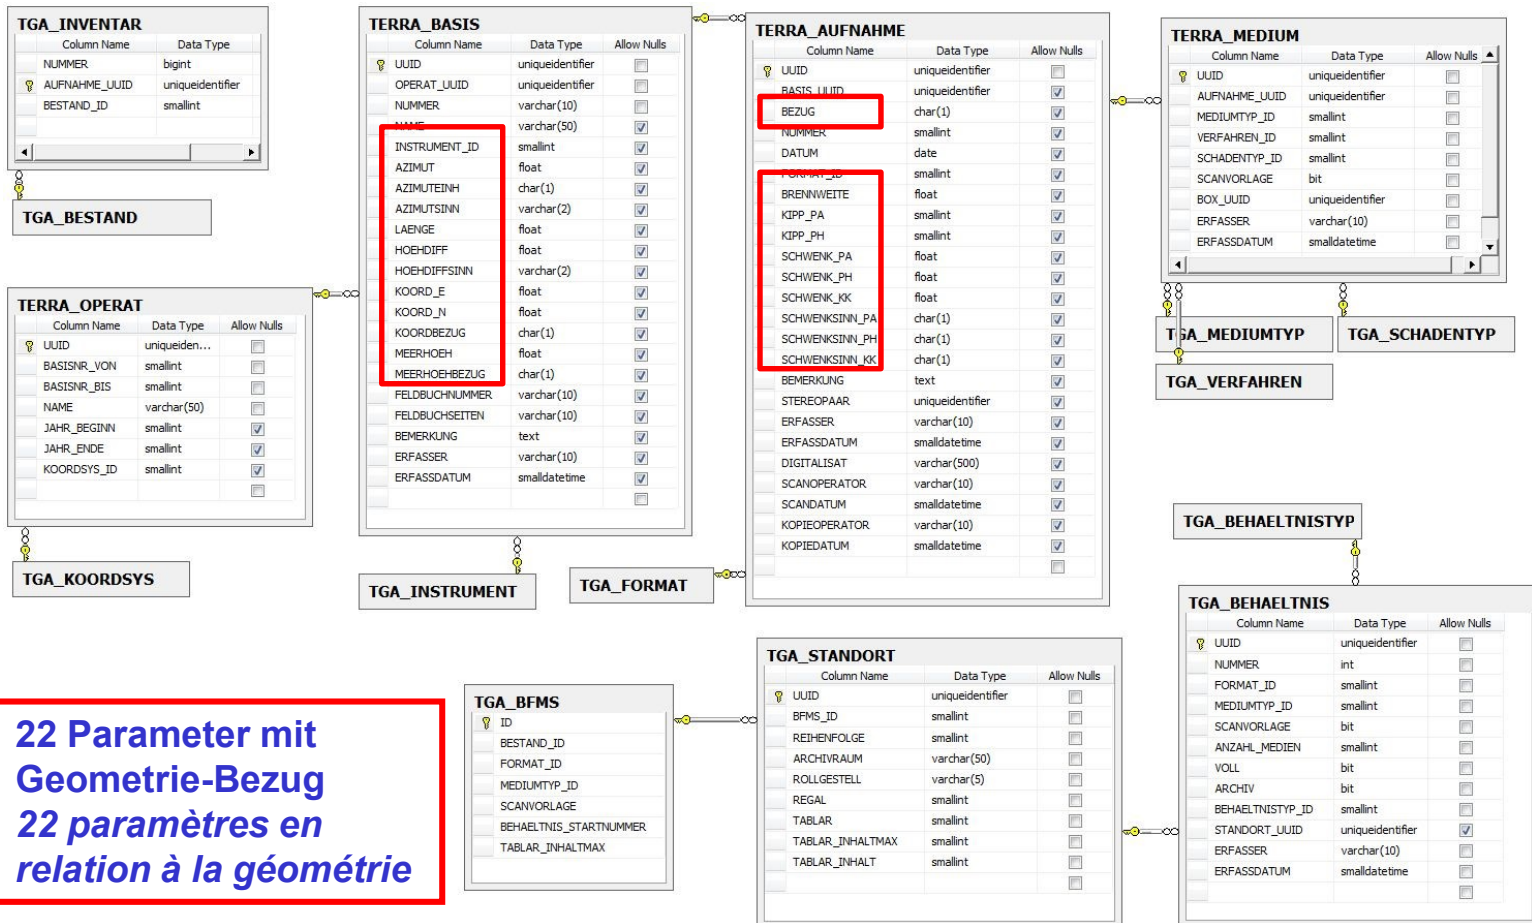 TGA_INVENTAR
Column Name Data Type
NUMMER bigint
AUFNAHME_UUID uniqueidentifier
BESTAND_ID smallint
TGA_BESTAND
TERRA_OPERAT
Column Name Data Type Allow Nulls
UUID uniqueiden...
BASISNR_VON smallint
BASISNR_BIS smallint
NAME varchar(50)
JAHR_BEGINN smallint
JAHR_ENDE smallint
KOORDSYS_ID smallint
TGA_KOORDSYS
TERRA_BASIS
Column Name Data Type Allow Nulls
UUID uniqueidentifier
OPERAT_UUID uniqueidentifier
NUMMER varchar(10)
NAME varchar(50)
INSTRUMENT_ID smallint
AZIMUT float
AZIMUTEINH char(1)
AZIMUTSINN varchar(2)
LAENGE float
HOEHDIFF float
HOEHDIFFSINN varchar(2)
KOORD_E float
KOORD_N float
KOORDBEZUG char(1)
MEERHOEH float
MEERHOEHBEZUG char(1)
FELDBUCHNUMMER varchar(10)
FELDBUCHSEITEN varchar(10)
BEMERKUNG text
ERFASSER varchar(10)
ERFASSDATUM smalldatetime
TGA_INSTRUMENT
TGA_FORMAT
TERRA_AUFNAHME
Column Name Data Type Allow Nulls
UUID uniqueidentifier
BASIS_UUID uniqueidentifier
BEZUG char(1)
NUMMER smallint
DATUM date
FORMAT_ID smallint
BRENNWEITE float
KIPP_PA smallint
KIPP_PH smallint
SCHWENK_PA float
SCHWENK_PH float
SCHWENK_KK float
SCHWENKSINN_PA char(1)
SCHWENKSINN_PH char(1)
SCHWENKSINN_KK char(1)
BEMERKUNG text
STEREOPAAR uniqueidentifier
ERFASSER varchar(10)
ERFASSDATUM smalldatetime
DIGITALISAT varchar(500)
SCANOPERATOR varchar(10)
SCANDATUM smalldatetime
KOPIEOPERATOR varchar(10)
KOPIEDATUM smalldatetime
TERRA_MEDIUM
Column Name Data Type Allow Nulls
UUID uniqueidentifier
AUFNAHME_UUID uniqueidentifier
MEDIUMTYP_ID smallint
VERFAHREN_ID smallint
SCHADENTYP_ID smallint
SCANVORLAGE bit
BOX_UUID uniqueidentifier
ERFASSER varchar(10)
ERFASSDATUM smalldatetime
TGA_MEDIUMTYP
TGA_SCHADENTYP
TGA_VERFAHREN
TGA_BEHAELTNISTYP
TGA_BEHAELTNIS
Column Name Data Type Allow Nulls
UUID uniqueidentifier
NUMMER int
FORMAT_ID smallint
MEDIUMTYP_ID smallint
SCANVORLAGE bit
ANZAHL_MEDIEN smallint
VOLL bit
ARCHIV bit
BEHAELTNISTYP_ID smallint
STANDORT_UUID uniqueidentifier
ERFASSER varchar(10)
ERFASSDATUM smalldatetime
TGA_STANDORT
Column Name Data Type Allow Nulls
UUID uniqueidentifier
BFMS_ID smallint
REIHENFOLGE smallint
ARCHIVRAUM varchar(50)
ROLLGESTELL varchar(5)
REGAL smallint
TABLAR smallint
TABLAR_INHALTMAX smallint
TABLAR_INHALT smallint
TGA_BFMS
ID
BESTAND_ID
FORMAT_ID
MEDIUMTYP_ID
SCANVORLAGE
BEHAELTNIS_STARTNUMMER
TABLAR_INHALTMAX
22 Parameter mit
Geometrie-Bezug
22 paramètres en
relation à la géométrie